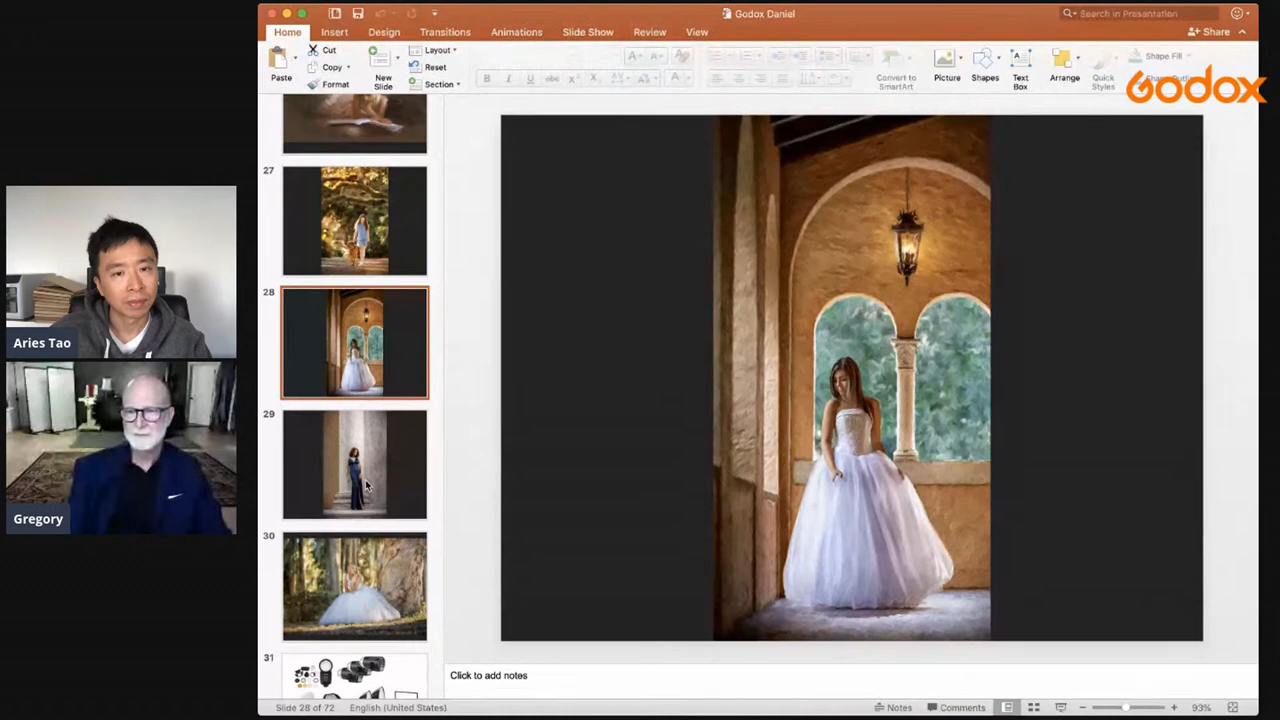 Godox Daniel
Search in Presentation
Home
Insert
Design
Transitions
Animations
Slide Show
Review
View
Share
Paste
Cut
Copy
Format
New
Slide
Layout
Reset
Section
Convert to
SmartArt
Picture
Shapes
Text
Box
Arrange
Quick
Styles
Shape Fill
Godox
27
28
29
30
31
Aries Tao
Gregory
Click to add notes
Slide 28 of 72
English (United States)
Notes
Comments
93%